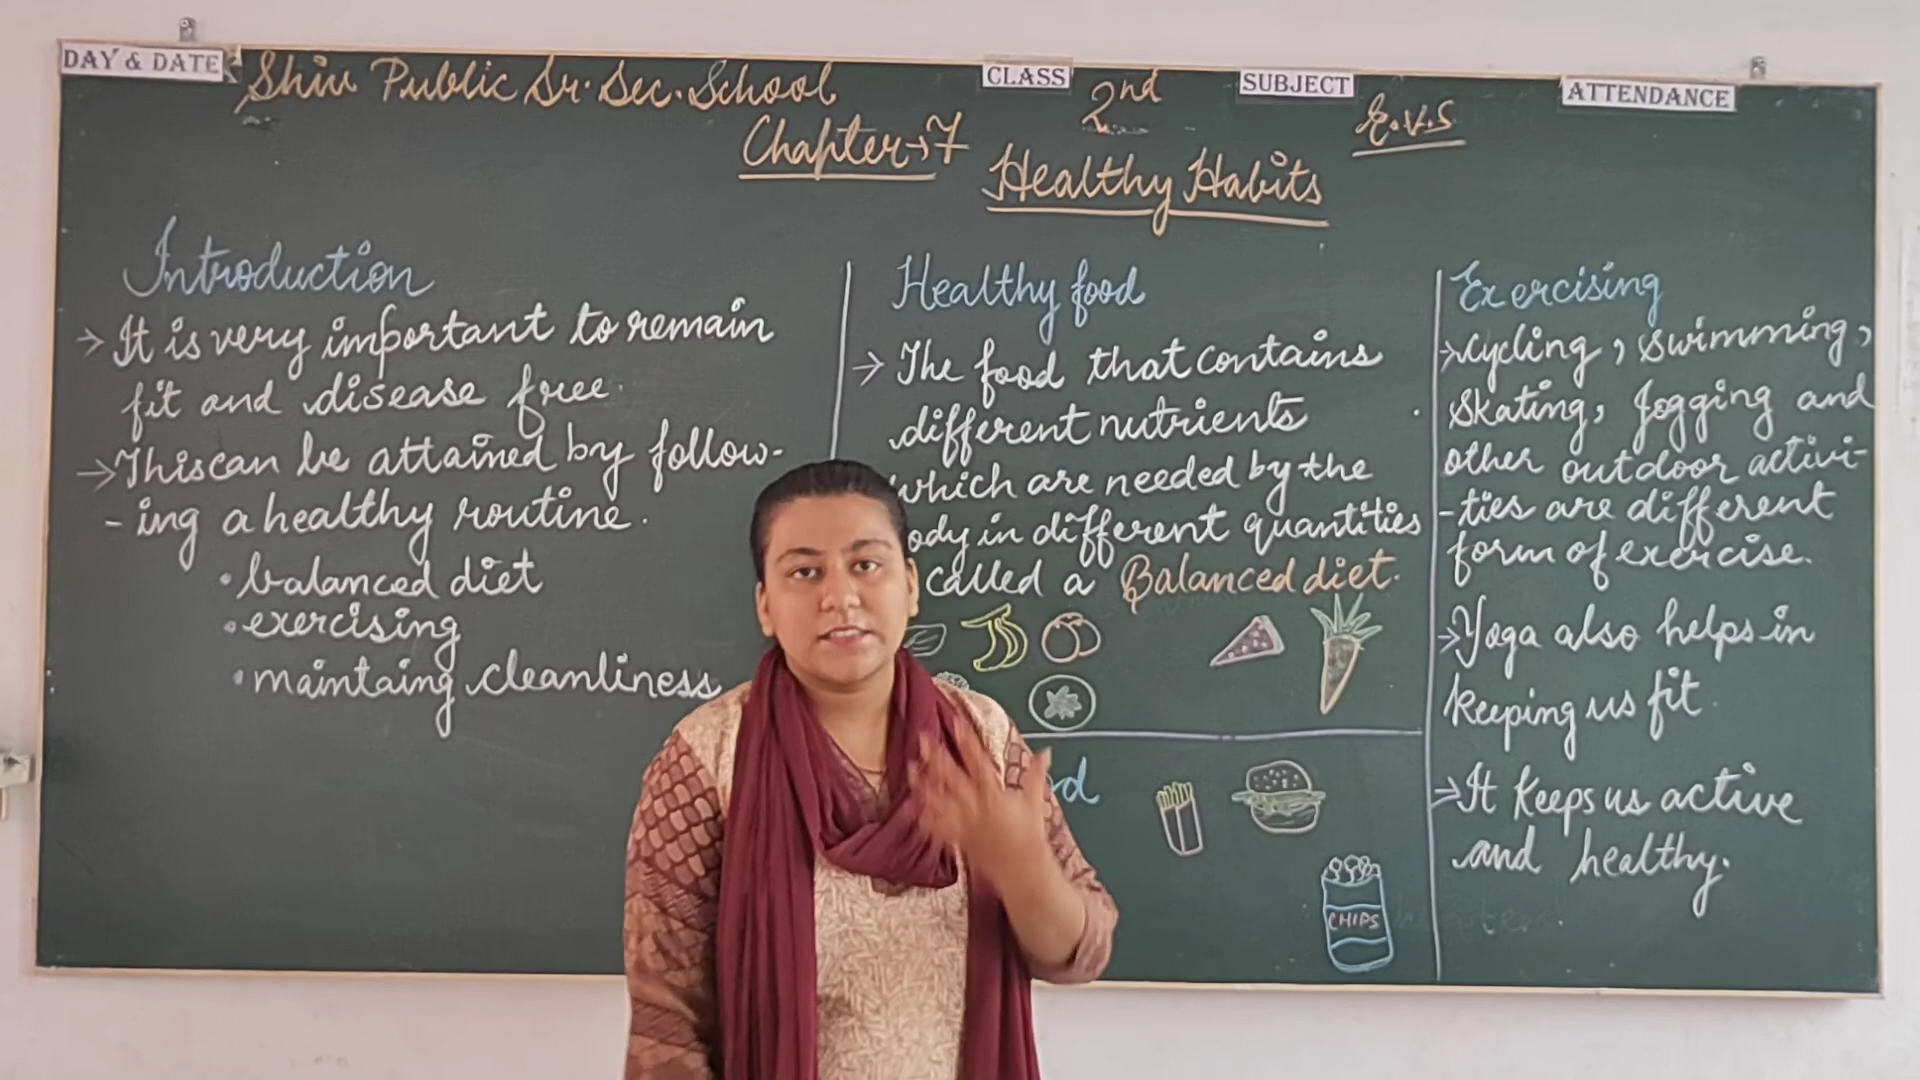 DAY & DATE
Shiv Public Sr. Sec. School
CLASS
2nd
SUBJECT
E.V.S
ATTENDANCE
Chapter→7
Healthy Habits
Introduction
→ It is very important to remain
fit and disease free.
→ This can be attained by follow-
- ing a healthy routine.
• balanced diet
• exercising
• maintaing cleanliness
Healthy food
→ The food that contains
different nutrients
which are needed by the
ody in different quantities
called a Balanced diet.
CHIPS
Exercising
→ cycling, swimming,
Skating, Jogging and
other outdoor activi-
-ties are different
form of exercise.
→ Yoga also helps in
keeping us fit.
→ It keeps us active
and healthy.